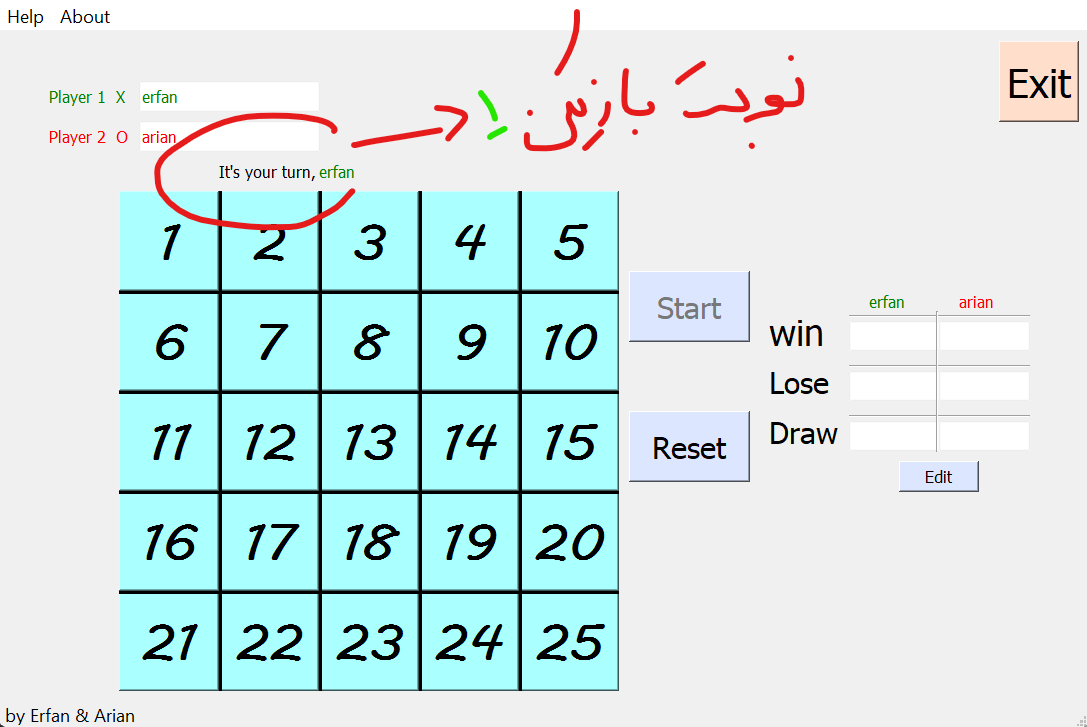 Help About
Exit
Player 1 X erfan
Player 2 O arian
نوبت بازیکن !
It's your turn, erfan
1 2 3 4 5
6 7 8 9 10
11 12 13 14 15
16 17 18 19 20
21 22 23 24 25
Start
Reset
erfan arian
win
Lose
Draw
Edit
by Erfan & Arian